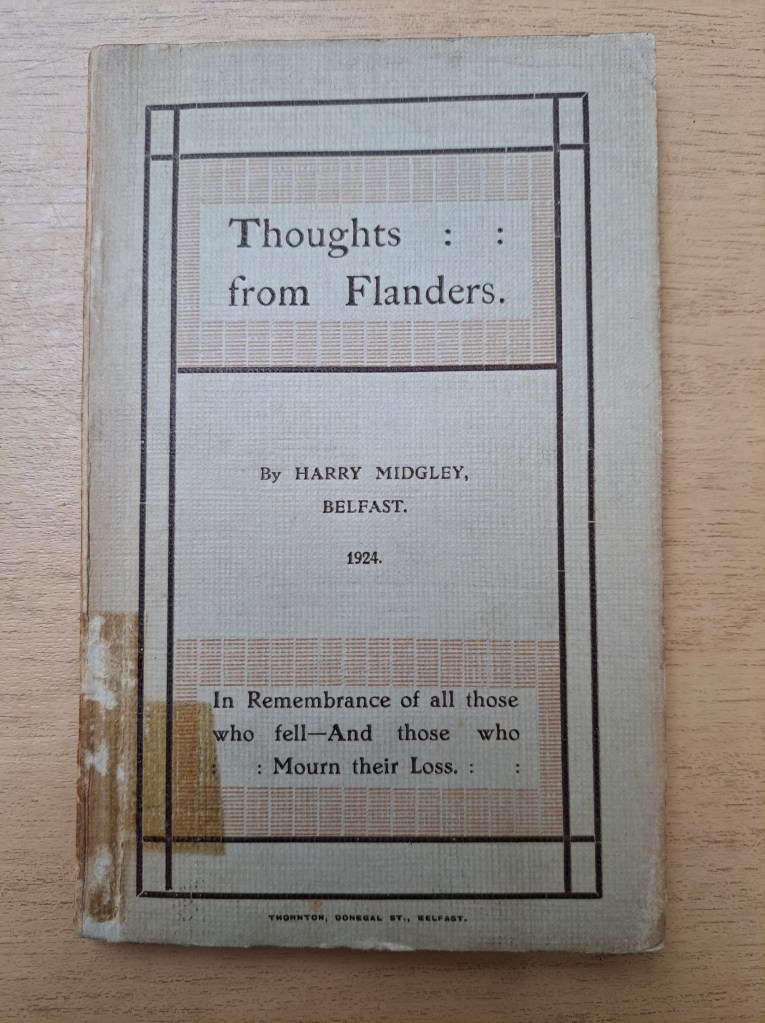 Thoughts : :
from Flanders.
By HARRY MIDGLEY,
BELFAST.
1924.
In Remembrance of all those
who fell—And those who
: : Mourn their Loss. : :
THORNTON, DONEGAL ST., BELFAST.